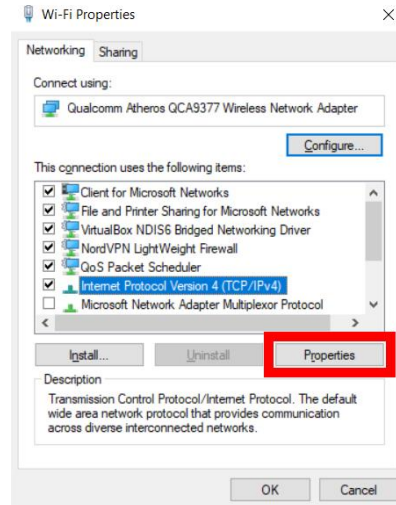 Wi-Fi Properties
Networking Sharing
Connect using:
Qualcomm Atheros QCA9377 Wireless Network Adapter
Configure...
This connection uses the following items:
Client for Microsoft Networks
File and Printer Sharing for Microsoft Networks
VirtualBox NDIS6 Bridged Networking Driver
NordVPN LightWeight Firewall
QoS Packet Scheduler
Internet Protocol Version 4 (TCP/IPv4)
Microsoft Network Adapter Multiplexor Protocol
Install... Uninstall Properties
Description
Transmission Control Protocol/Internet Protocol. The default
wide area network protocol that provides communication
across diverse interconnected networks.
OK Cancel